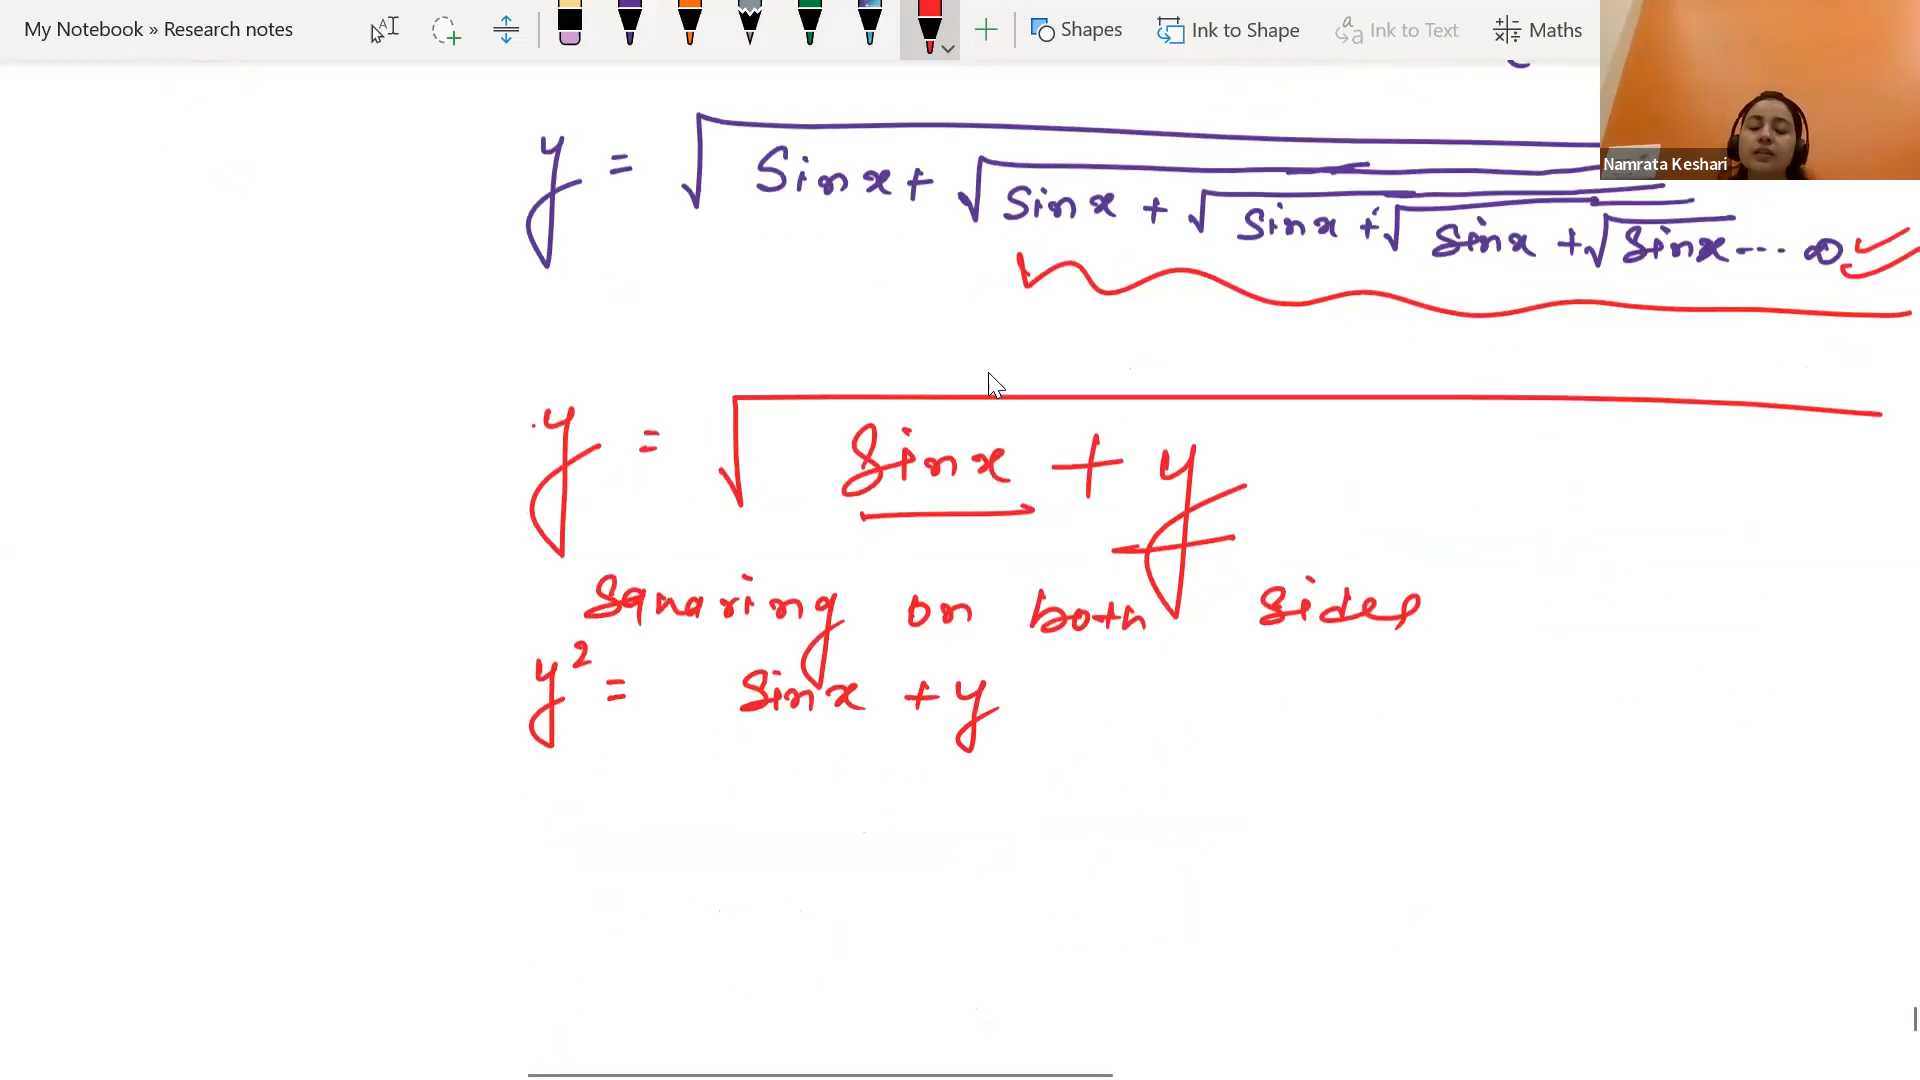 My Notebook » Research notes
Shapes
Ink to Shape
Ink to Text
Maths
Namrata Keshari
y = √(Sinx + √(Sinx + √(Sinx + √(Sinx + √(Sinx --- ∞
y = √(Sinx + y)
Squaring on both sides
y² = Sinx + y